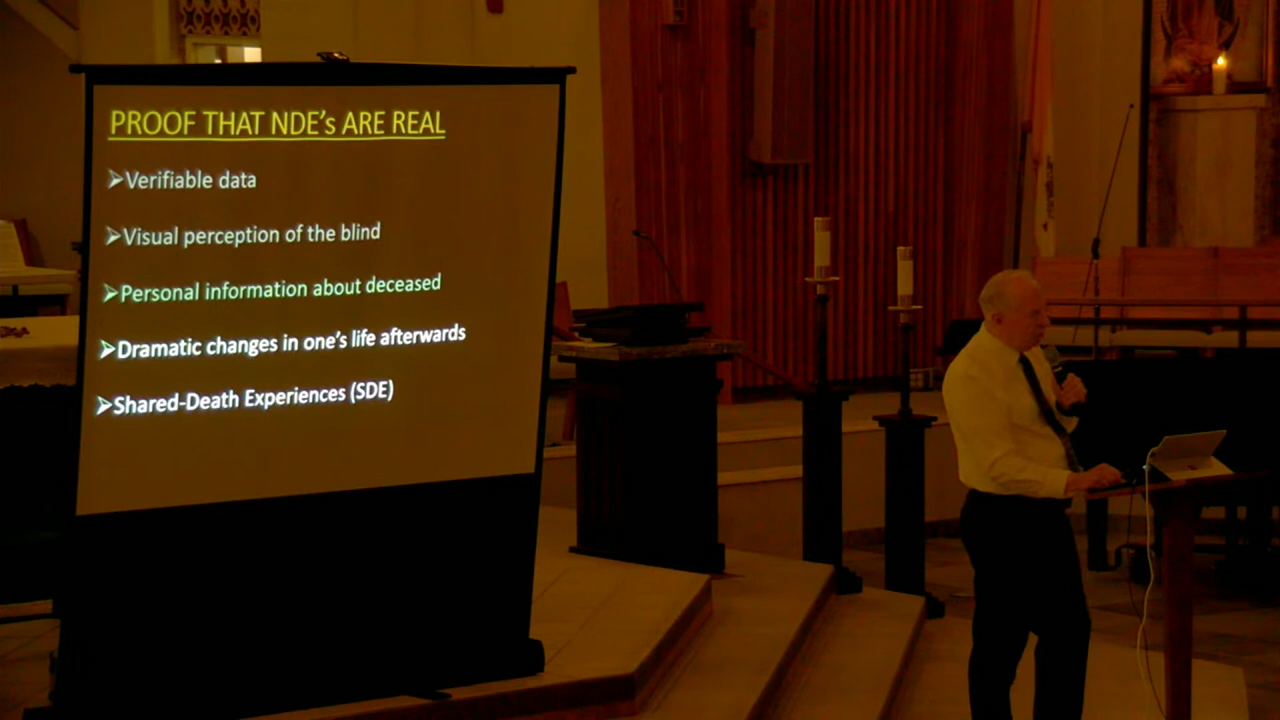 PROOF THAT NDE's ARE REAL
➢Verifiable data
➢Visual perception of the blind
➢Personal information about deceased
➢Dramatic changes in one's life afterwards
➢Shared-Death Experiences (SDE)